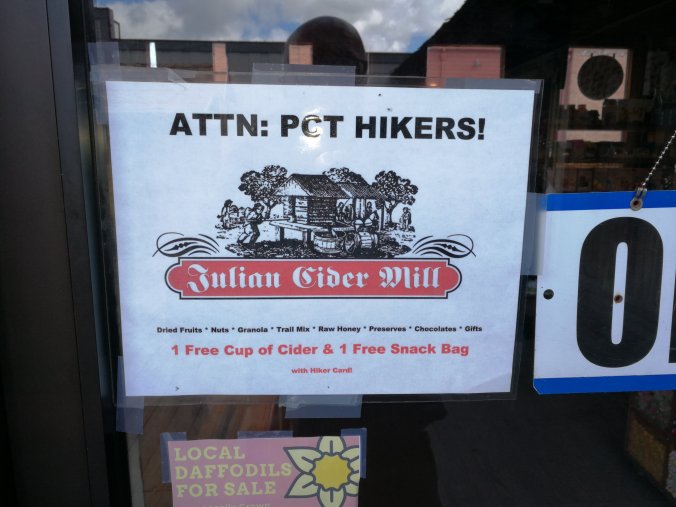 ATTN: PCT HIKERS!
Julian Cider Mill
Dried Fruits * Nuts * Granola * Trail Mix * Raw Honey * Preserves * Chocolates * Gifts
1 Free Cup of Cider & 1 Free Snack Bag
with Hiker Card!
LOCAL
DAFFODILS
FOR SALE